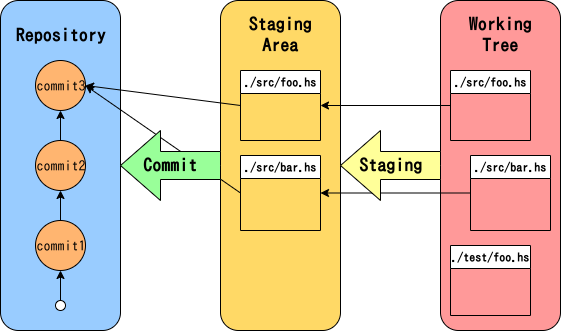 Repository
commit3
commit2
commit1
Commit
Staging
Area
./src/foo.hs
./src/bar.hs
Staging
Working
Tree
./src/foo.hs
./src/bar.hs
./test/foo.hs